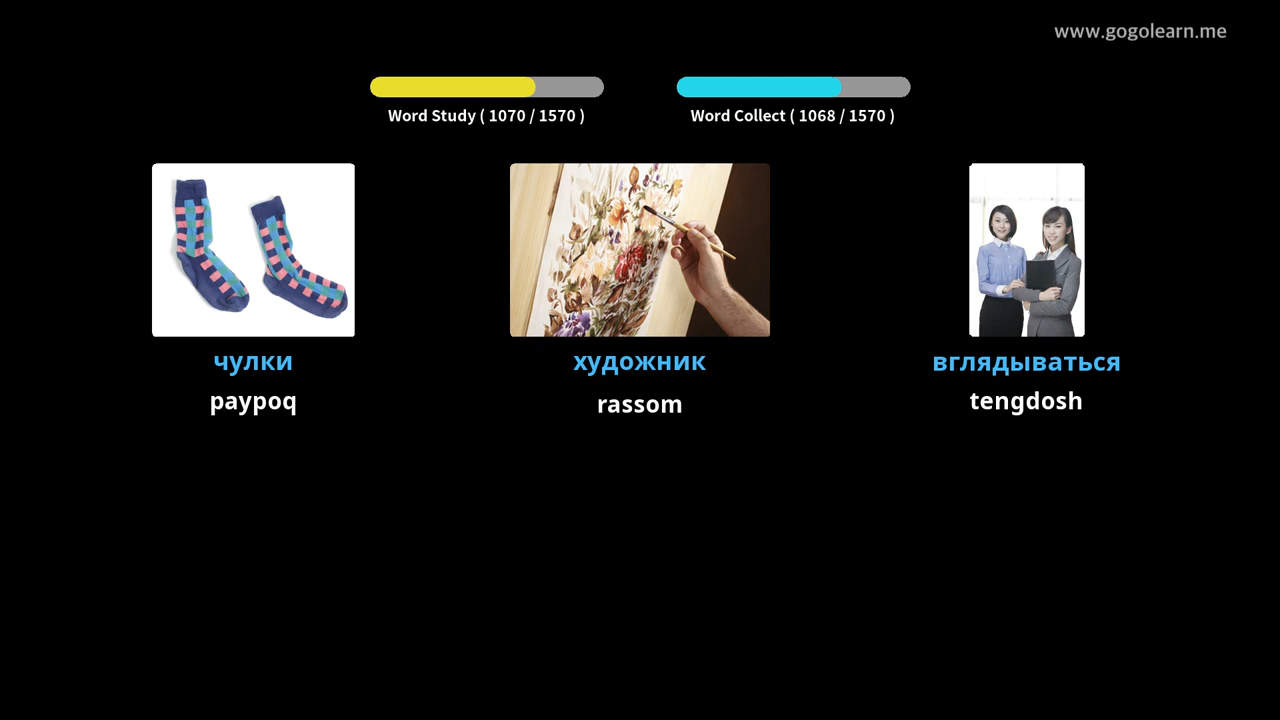 www.gogolearn.me
Word Study ( 1070 / 1570 )
Word Collect ( 1068 / 1570 )
чулки
paypoq
художник
rassom
вглядываться
tengdosh